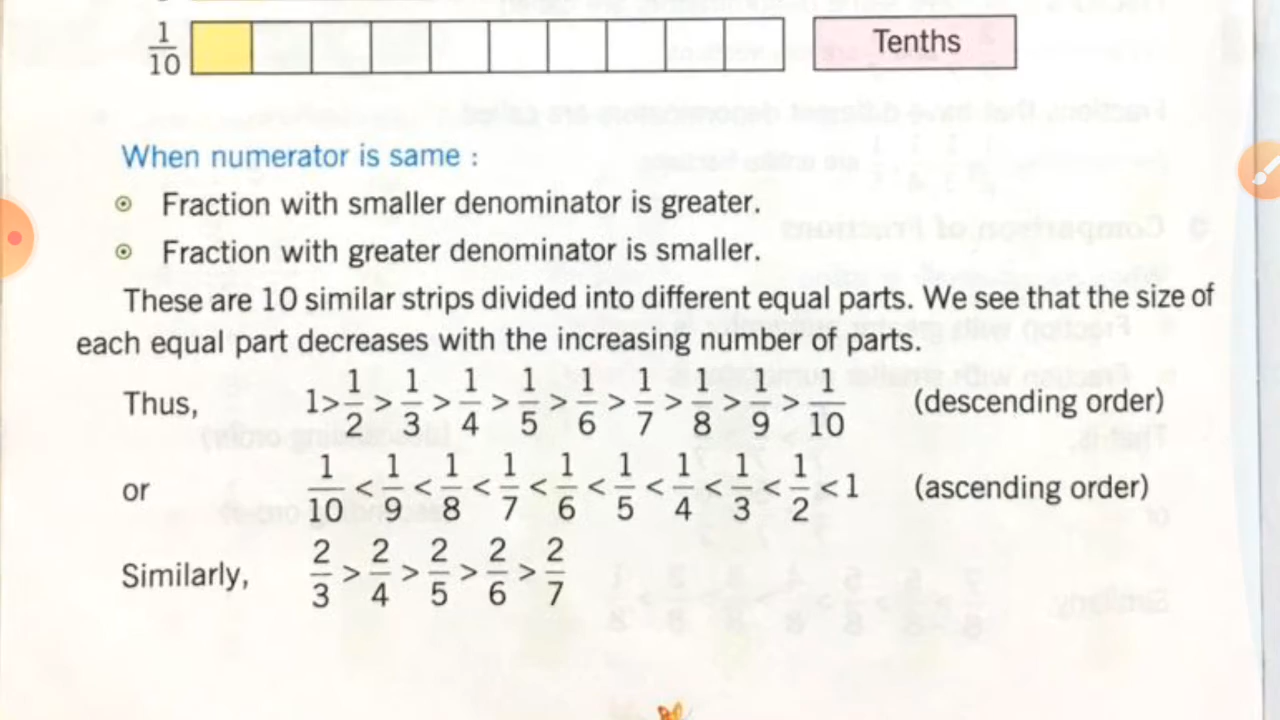 1/10 Tenths
When numerator is same :
Fraction with smaller denominator is greater.
Fraction with greater denominator is smaller.
These are 10 similar strips divided into different equal parts. We see that the size of
each equal part decreases with the increasing number of parts.
Thus, 1 > 1/2 > 1/3 > 1/4 > 1/5 > 1/6 > 1/7 > 1/8 > 1/9 > 1/10 (descending order)
or 1/10 < 1/9 < 1/8 < 1/7 < 1/6 < 1/5 < 1/4 < 1/3 < 1/2 < 1 (ascending order)
Similarly, 2/3 > 2/4 > 2/5 > 2/6 > 2/7